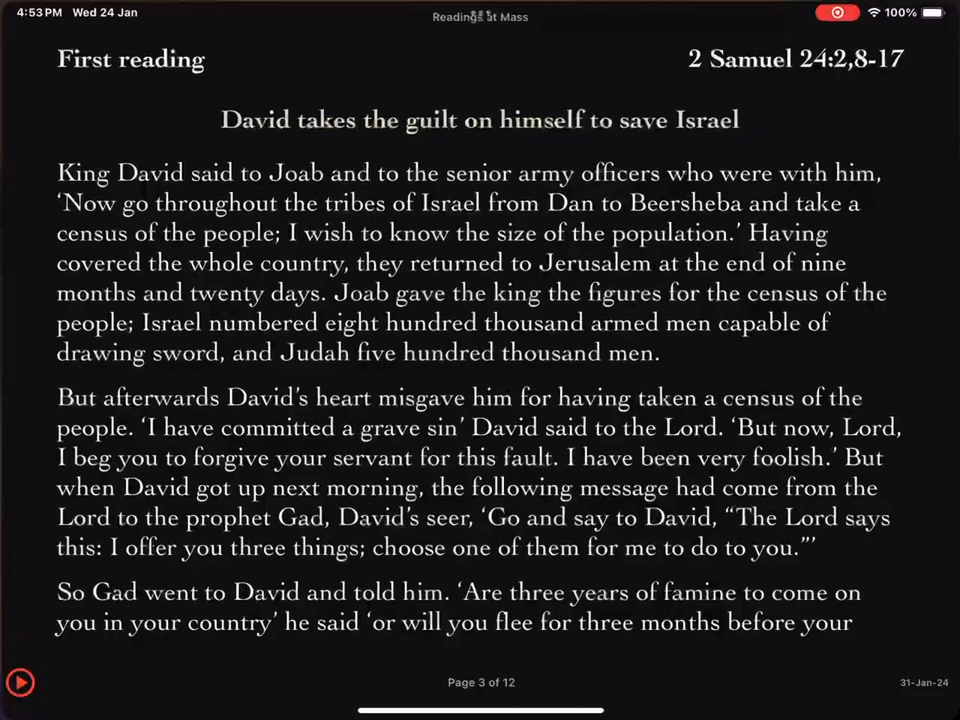 4:53 PM Wed 24 Jan
Readings at Mass
100%
First reading
2 Samuel 24:2,8-17
David takes the guilt on himself to save Israel
King David said to Joab and to the senior army officers who were with him,
‘Now go throughout the tribes of Israel from Dan to Beersheba and take a
census of the people; I wish to know the size of the population.’ Having
covered the whole country, they returned to Jerusalem at the end of nine
months and twenty days. Joab gave the king the figures for the census of the
people; Israel numbered eight hundred thousand armed men capable of
drawing sword, and Judah five hundred thousand men.
But afterwards David’s heart misgave him for having taken a census of the
people. ‘I have committed a grave sin’ David said to the Lord. ‘But now, Lord,
I beg you to forgive your servant for this fault. I have been very foolish.’ But
when David got up next morning, the following message had come from the
Lord to the prophet Gad, David’s seer, ‘Go and say to David, “The Lord says
this: I offer you three things; choose one of them for me to do to you.”’
So Gad went to David and told him. ‘Are three years of famine to come on
you in your country’ he said ‘or will you flee for three months before your
Page 3 of 12
31-Jan-24